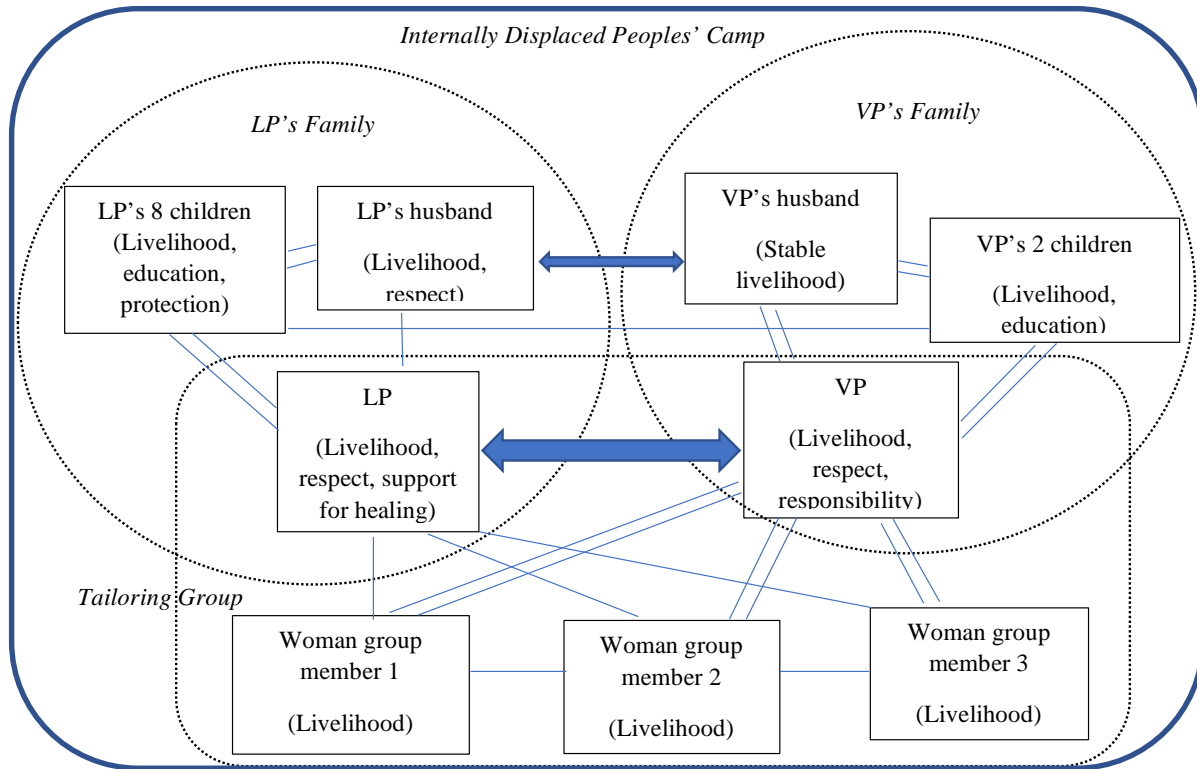 Internally Displaced Peoples' Camp
LP's Family
VP's Family
LP's 8 children
(Livelihood,
education,
protection)
LP's husband
(Livelihood,
respect)
VP's husband
(Stable
livelihood)
VP's 2 children
(Livelihood,
education)
LP
(Livelihood,
respect, support
for healing)
VP
(Livelihood,
respect,
responsibility)
Tailoring Group
Woman group
member 1
(Livelihood)
Woman group
member 2
(Livelihood)
Woman group
member 3
(Livelihood)